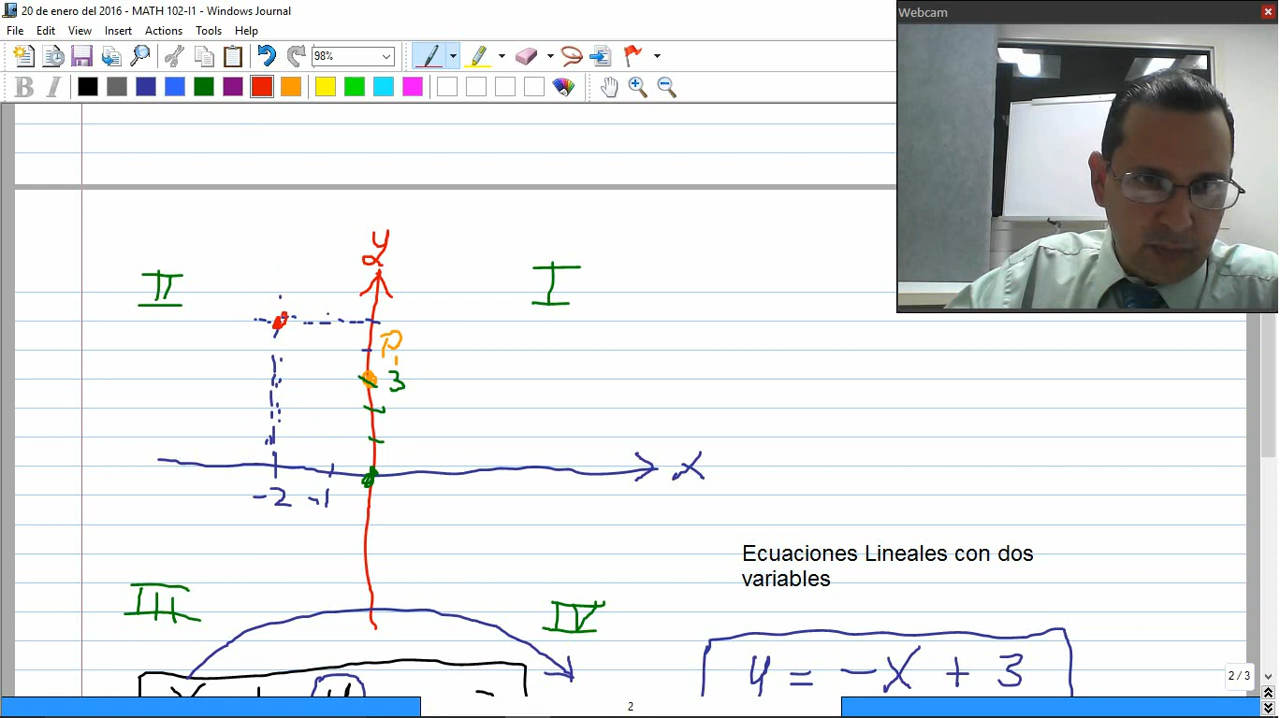 20 de enero del 2016 - MATH 102-I1 - Windows Journal
Webcam
File Edit View Insert Actions Tools Help
98%
B I
y
II I
P
3
x
-2 -1
Ecuaciones Lineales con dos
variables
III IV
y = -x + 3
x + y
2 / 3
2